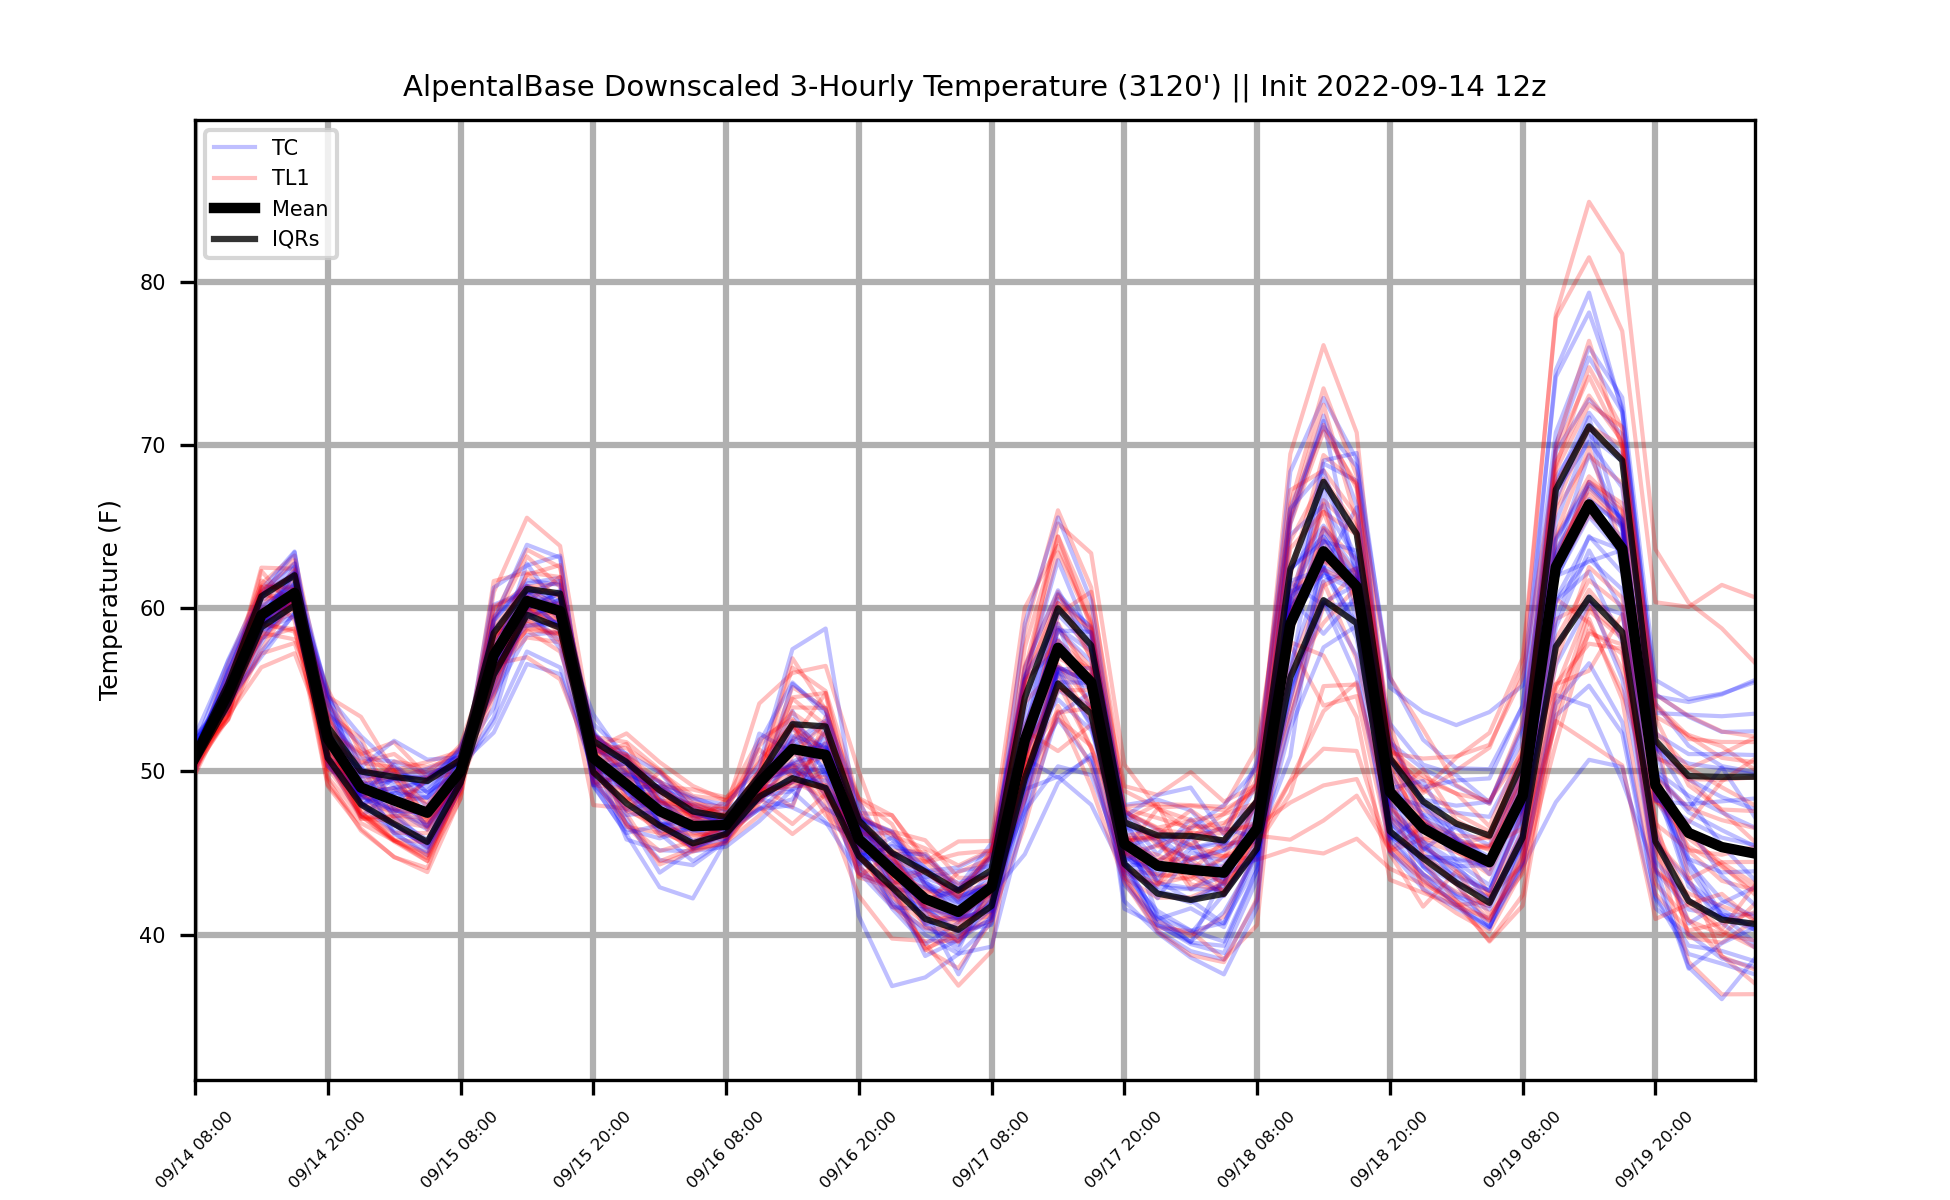 AlpentalBase Downscaled 3-Hourly Temperature (3120') || Init 2022-09-14 12z
TC
TL1
Mean
IQRs
Temperature (F)
80
70
60
50
40
09/14 08:00
09/14 20:00
09/15 08:00
09/15 20:00
09/16 08:00
09/16 20:00
09/17 08:00
09/17 20:00
09/18 08:00
09/18 20:00
09/19 08:00
09/19 20:00